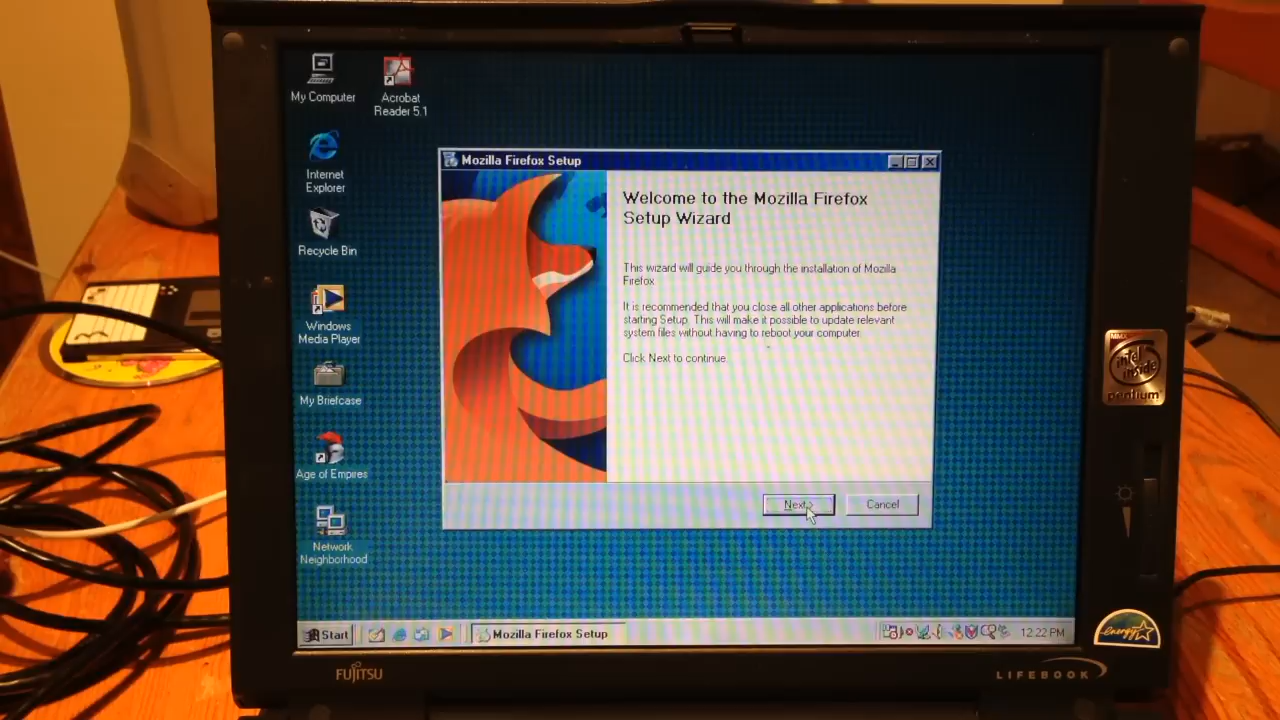 My Computer
Acrobat
Reader 5.1
Internet
Explorer
Recycle Bin
Windows
Media Player
My Briefcase
Age of Empires
Network
Neighborhood
Mozilla Firefox Setup
Welcome to the Mozilla Firefox
Setup Wizard
This wizard will guide you through the installation of Mozilla
Firefox
It is recommended that you close all other applications before
starting Setup. This will make it possible to update relevant
system files without having to reboot your computer.
Click Next to continue.
Next >
Cancel
Start
Mozilla Firefox Setup
12:22 PM
MMX
intel
inside
pentium
energy
FUJITSU
LIFEBOOK